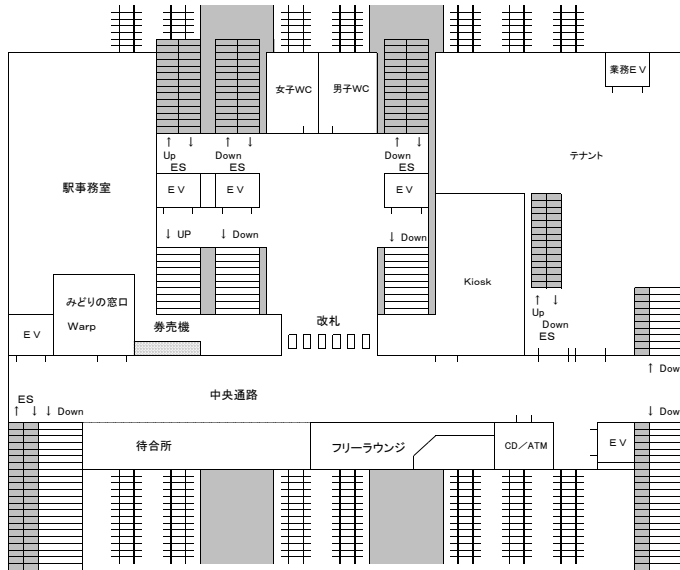 業務EV
女子WC
男子WC
↑ ↓
Up
ES
↑ ↓
Down
ES
↑ ↓
Down
ES
テナント
駅事務室
EV
EV
EV
↓ UP
↓ Down
↓ Down
Kiosk
みどりの窓口
Warp
券売機
改札
↑ ↓
Up
Down
ES
EV
↑ Dow
中央通路
ES
↑ ↓ ↓ Down
↓ Dow
待合所
フリーラウンジ
CD/ATM
EV